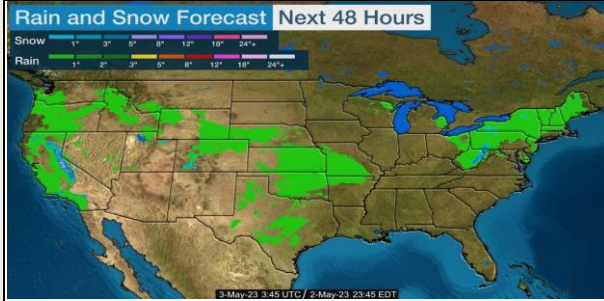 Rain and Snow Forecast Next 48 Hours
Snow
1" 3" 5" 8" 12" 18" 24"+
Rain
1" 2" 3" 5" 8" 12" 18" 24"+
3-May-23 3:45 UTC / 2-May-23 23:45 EDT